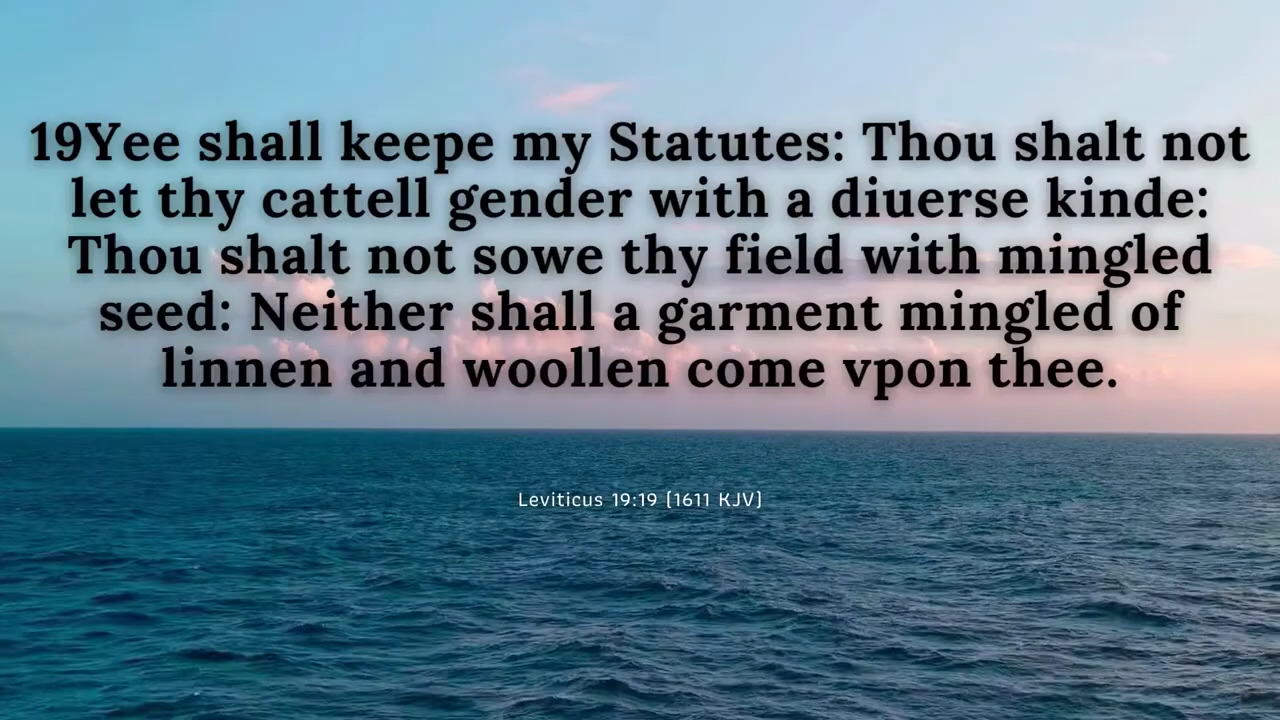 19Yee shall keepe my Statutes: Thou shalt not
let thy cattell gender with a diuerse kinde:
Thou shalt not sowe thy field with mingled
seed: Neither shall a garment mingled of
linnen and woollen come vpon thee.
Leviticus 19:19 (1611 KJV)